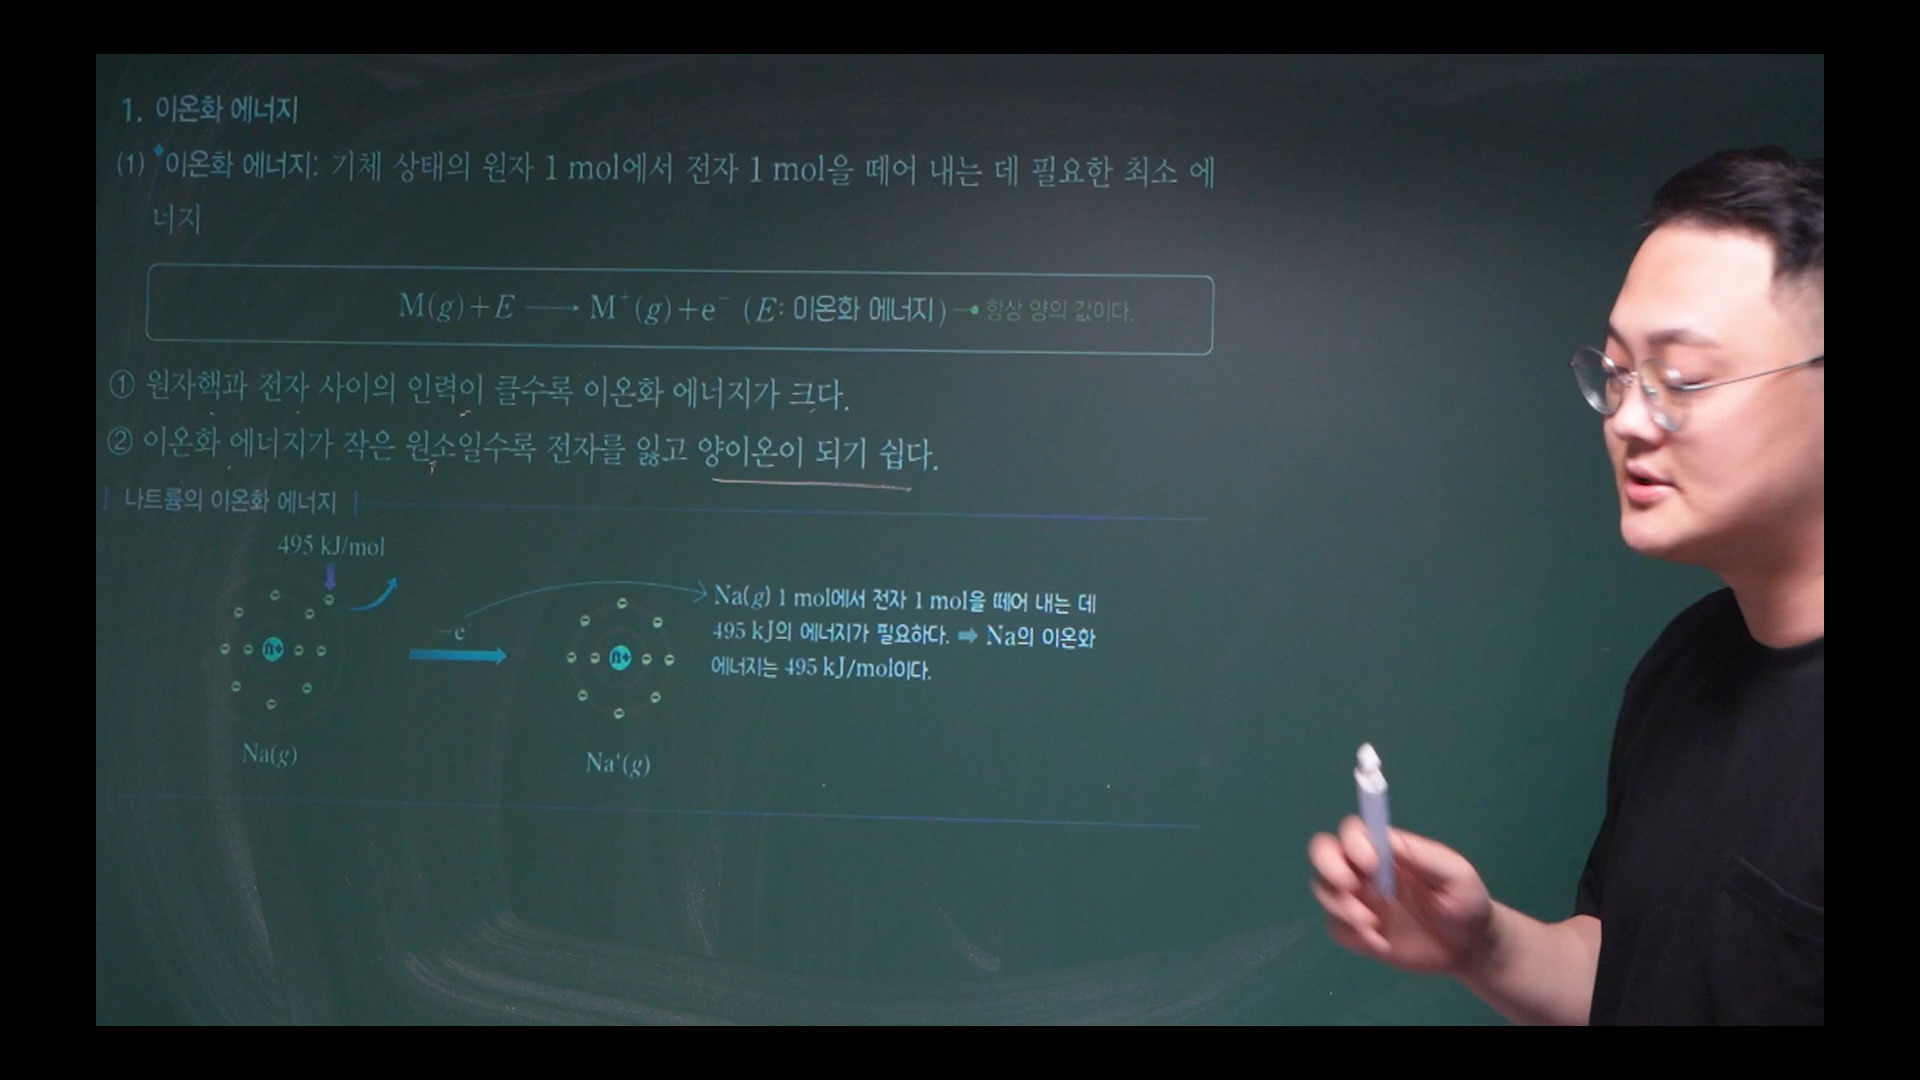 1. 이온화 에너지
(1) 이온화 에너지: 기체 상태의 원자 1 mol에서 전자 1 mol을 떼어 내는 데 필요한 최소 에
너지
M(g)+E ⟶ M⁺(g)+e⁻ (E: 이온화 에너지) 항상 양의 값이다.
① 원자핵과 전자 사이의 인력이 클수록 이온화 에너지가 크다.
② 이온화 에너지가 작은 원소일수록 전자를 잃고 양이온이 되기 쉽다.
나트륨의 이온화 에너지
495 kJ/mol
−e⁻
n+
n+
Na(g) 1 mol에서 전자 1 mol을 떼어 내는 데
495 kJ의 에너지가 필요하다. ➡ Na의 이온화
에너지는 495 kJ/mol이다.
Na(g)
Na⁺(g)